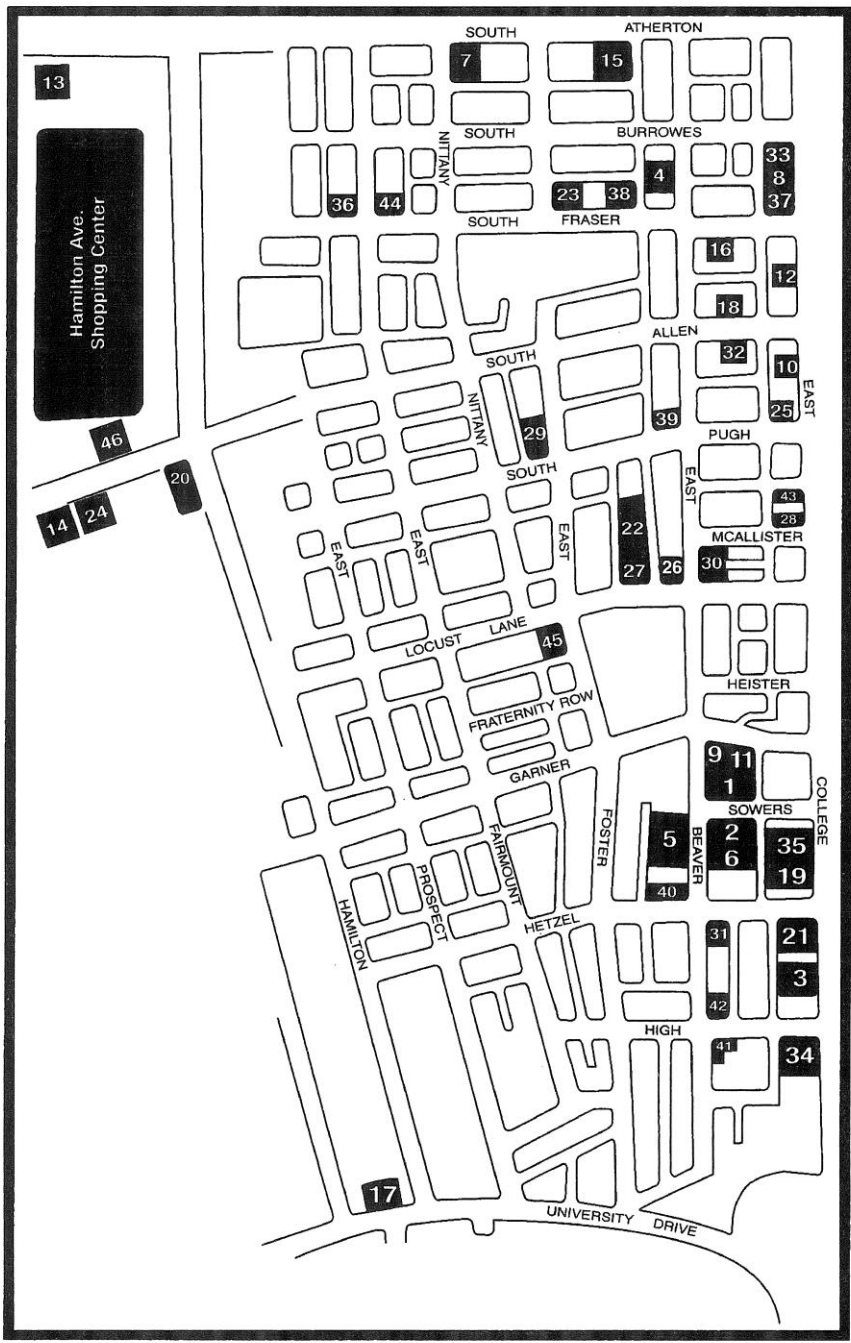 SOUTH ATHERTON
7 15
13
SOUTH BURROWES
NITTANY
Hamilton Ave.
Shopping Center
36 44
23 38
4
33
8
37
SOUTH FRASER
16
12
18
ALLEN
SOUTH
32
10
EAST
25
NITTANY
29
39
PUGH
46
SOUTH
20
14 24
EAST
43
28
22
27
26
MCALLISTER
30
EAST
EAST
EAST
LOCUST LANE
45
HEISTER
FRATERNITY ROW
9 11
1
GARNER
SOWERS
COLLEGE
FOSTER
5
BEAVER
2
6
35
19
40
FAIRMOUNT
PROSPECT
HAMILTON
HETZEL
31
21
3
42
HIGH
41
34
17
UNIVERSITY DRIVE